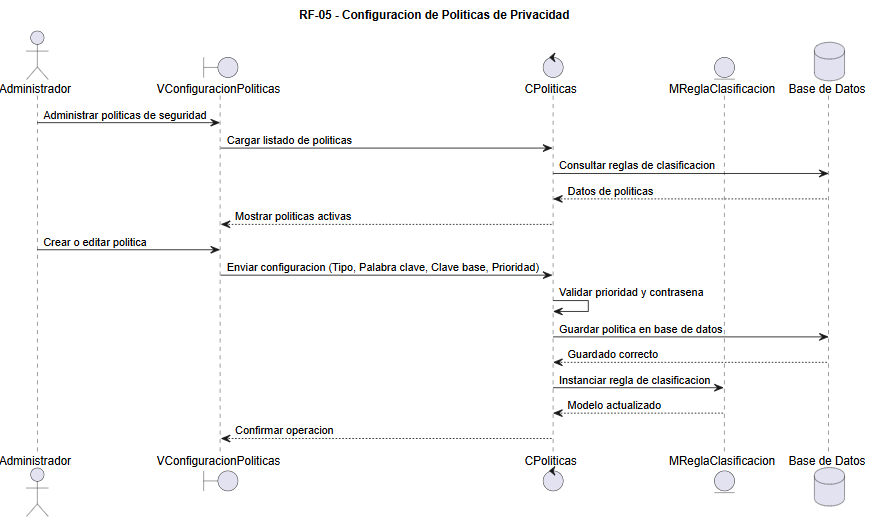 RF-05 - Configuracion de Politicas de Privacidad
Administrador
VConfiguracionPoliticas
CPoliticas
MReglaClasificacion
Base de Datos
Administrar politicas de seguridad
Cargar listado de politicas
Consultar reglas de clasificacion
Datos de politicas
Mostrar politicas activas
Crear o editar politica
Enviar configuracion (Tipo, Palabra clave, Clave base, Prioridad)
Validar prioridad y contrasena
Guardar politica en base de datos
Guardado correcto
Instanciar regla de clasificacion
Modelo actualizado
Confirmar operacion
Administrador
VConfiguracionPoliticas
CPoliticas
MReglaClasificacion
Base de Datos